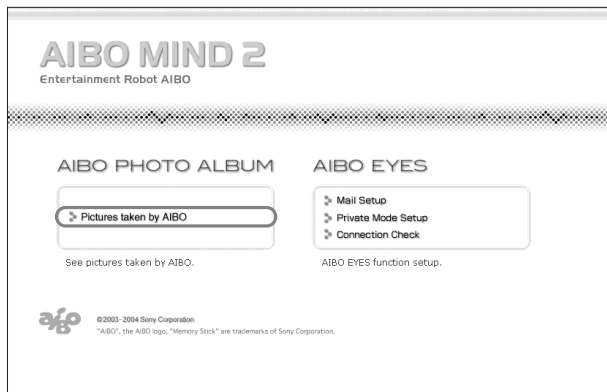 AIBO MIND 2
Entertainment Robot AIBO
AIBO PHOTO ALBUM
Pictures taken by AIBO
See pictures taken by AIBO.
AIBO EYES
Mail Setup
Private Mode Setup
Connection Check
AIBO EYES function setup.
aibo
©2003-2004 Sony Corporation
"AIBO", the AIBO logo, "Memory Stick" are trademarks of Sony Corporation.